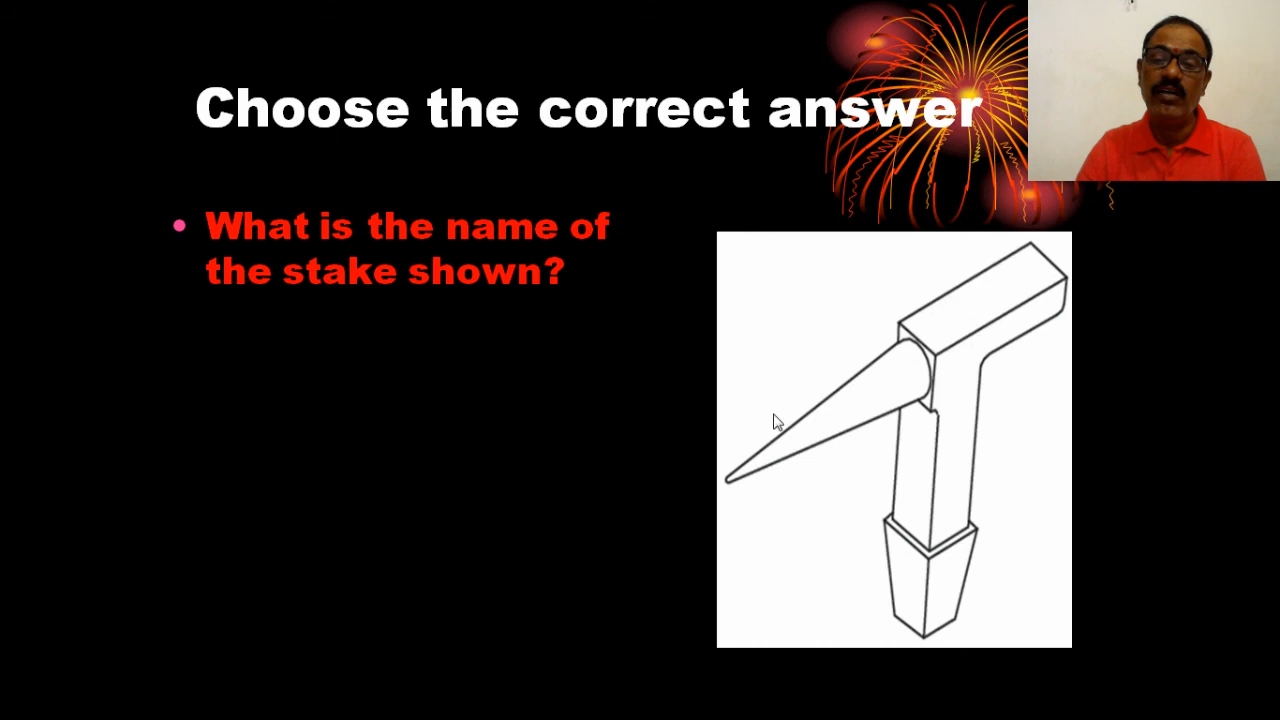 Choose the correct answer
• What is the name of
the stake shown?